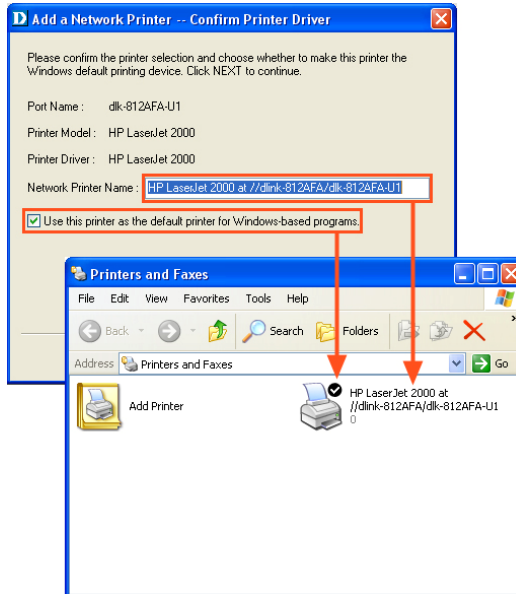 D Add a Network Printer -- Confirm Printer Driver
Please confirm the printer selection and choose whether to make this printer the
Windows default printing device. Click NEXT to continue.
Port Name : dlk-812AFA-U1
Printer Model : HP LaserJet 2000
Printer Driver : HP LaserJet 2000
Network Printer Name : HP LaserJet 2000 at //dlink-812AFA/dlk-812AFA-U1
Use this printer as the default printer for Windows-based programs.
Printers and Faxes
File Edit View Favorites Tools Help
Back Search Folders
Address Printers and Faxes Go
Add Printer
HP LaserJet 2000 at
//dlink-812AFA/dlk-812AFA-U1
0